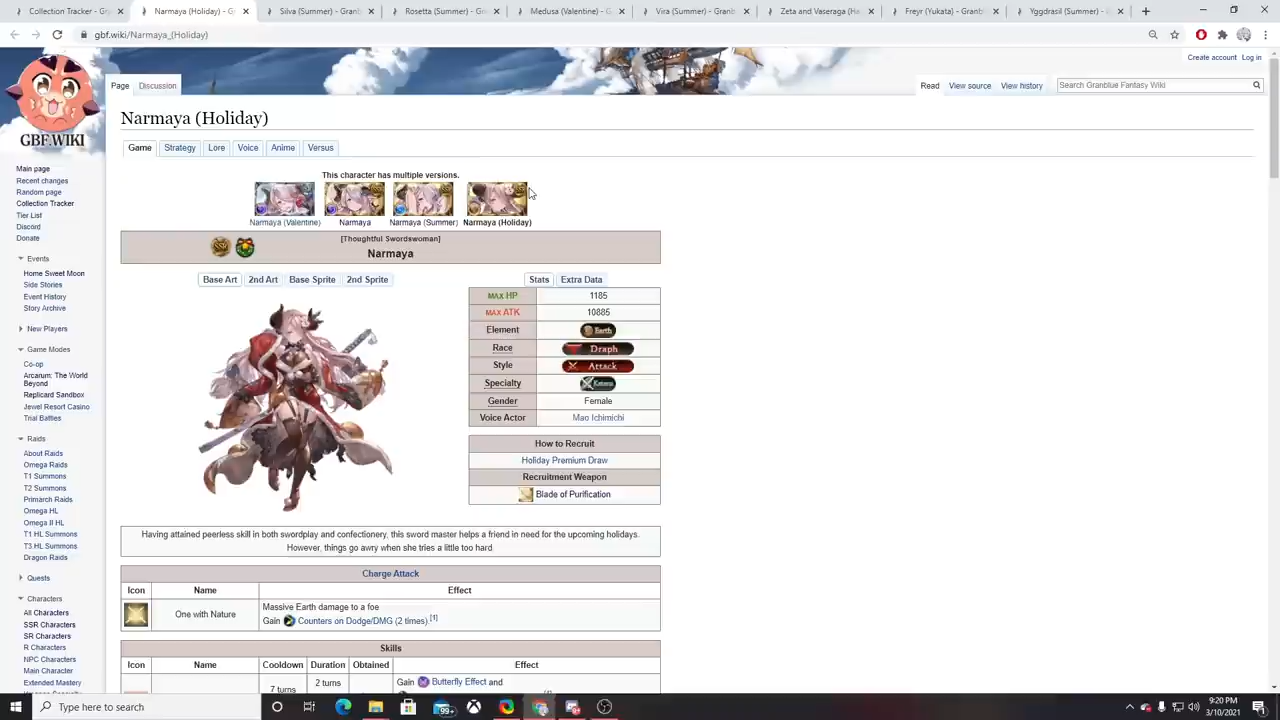 Collection Tracker - Granblue F
Narmaya (Holiday) - Granblue F
Silva (Summer) - Granblue F
Rosetta (Summer) - Granblu
Medusa (Valentine) - Granb
Vira (Summer) - Granblue F
Zeta and Vaseraga (Ha
Freyr (Yukata) - Granblu
Yggdrasil (Summer) - Gran
gbf.wiki/Narmaya_(Holiday)
Create account Log in
Page Discussion
Read View source View history
Search Granblue Fantasy Wiki
GBF.WIKI
Main page
Recent changes
Random page
Collection Tracker
Tier List
Discord
Donate
Events
Home Sweet Moon
Side Stories
Event History
Story Archive
New Players
Game Modes
Co-op
Arcarum: The World
Beyond
Replicard Sandbox
Jewel Resort Casino
Trial Battles
Raids
About Raids
Omega Raids
T1 Summons
T2 Summons
Primarch Raids
Omega HL
Omega II HL
T1 HL Summons
T3 HL Summons
Dragon Raids
Quests
Characters
All Characters
SSR Characters
SR Characters
R Characters
NPC Characters
Main Character
Extended Mastery
Narmaya (Holiday)
Game Strategy Lore Voice Anime Versus
This character has multiple versions.
Narmaya (Valentine) Narmaya Narmaya (Summer) Narmaya (Holiday)
[Thoughtful Swordswoman]
Narmaya
Base Art 2nd Art Base Sprite 2nd Sprite
Stats Extra Data
MAX HP 1185
MAX ATK 10885
Element Earth
Race Draph
Style Attack
Specialty Katana
Gender Female
Voice Actor Mao Ichimichi
How to Recruit
Holiday Premium Draw
Recruitment Weapon
Blade of Purification
Having attained peerless skill in both swordplay and confectionery, this sword master helps a friend in need for the upcoming holidays.
However, things go awry when she tries a little too hard.
Charge Attack
Icon Name Effect
One with Nature
Massive Earth damage to a foe
Gain Counters on Dodge/DMG (2 times).[1]
Skills
Icon Name Cooldown Duration Obtained Effect
7 turns
2 turns
Gain Butterfly Effect and
Type here to search
99+
9:20 PM
3/10/2021